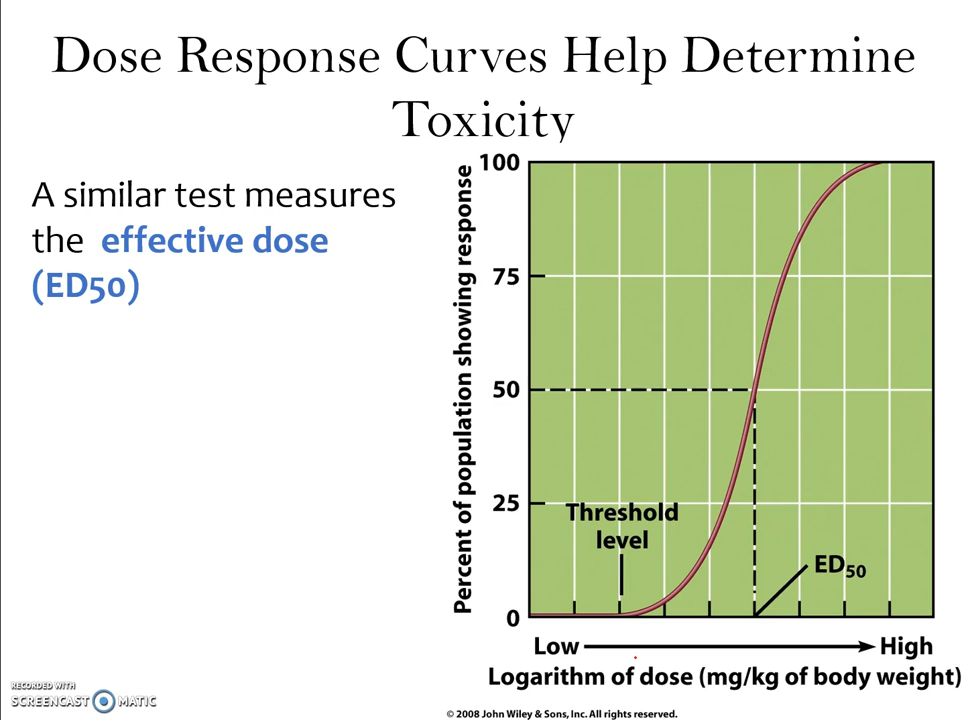 Dose Response Curves Help Determine
Toxicity
A similar test measures
the effective dose
(ED50)
Percent of population showing response
100
75
50
25
0
Threshold
level
ED50
Low
High
Logarithm of dose (mg/kg of body weight)
RECORDED WITH
SCREENCAST MATIC
© 2008 John Wiley & Sons, Inc. All rights reserved.